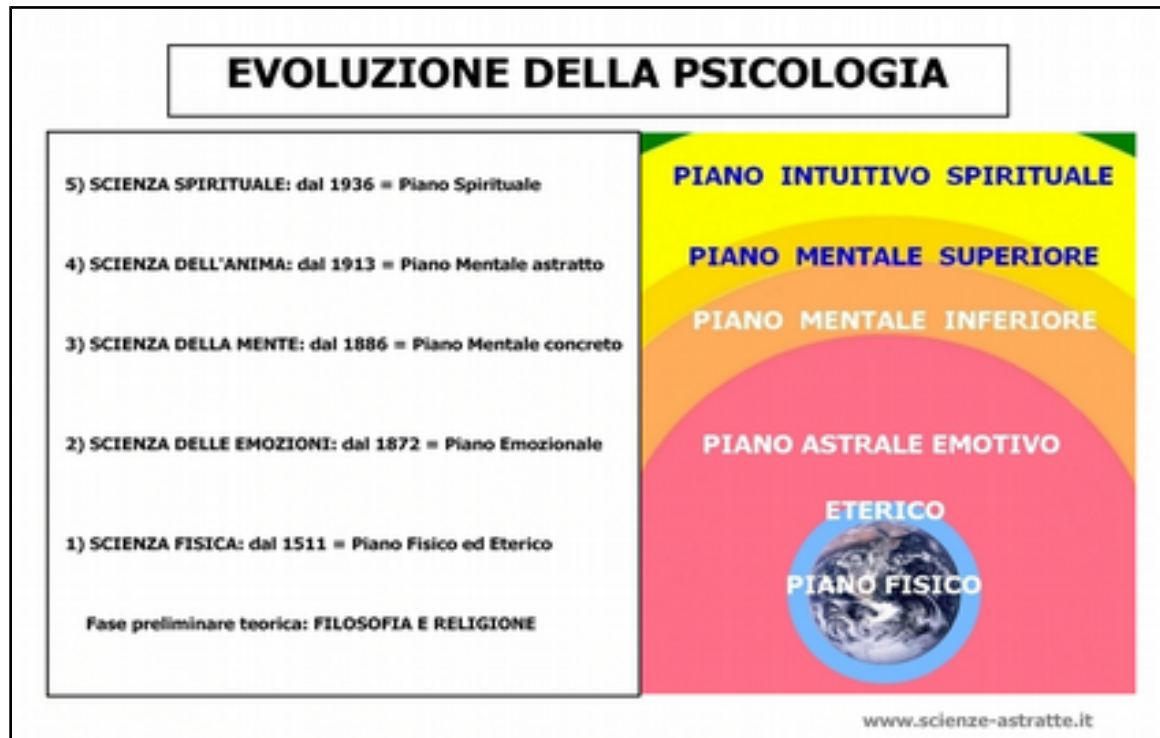 EVOLUZIONE DELLA PSICOLOGIA
5) SCIENZA SPIRITUALE: dal 1936 = Piano Spirituale
4) SCIENZA DELL'ANIMA: dal 1913 = Piano Mentale astratto
3) SCIENZA DELLA MENTE: dal 1886 = Piano Mentale concreto
2) SCIENZA DELLE EMOZIONI: dal 1872 = Piano Emozionale
1) SCIENZA FISICA: dal 1511 = Piano Fisico ed Eterico
Fase preliminare teorica: FILOSOFIA E RELIGIONE
PIANO INTUITIVO SPIRITUALE
PIANO MENTALE SUPERIORE
PIANO MENTALE INFERIORE
PIANO ASTRALE EMOTIVO
ETERICO
PIANO FISICO
www.scienze-astratte.it